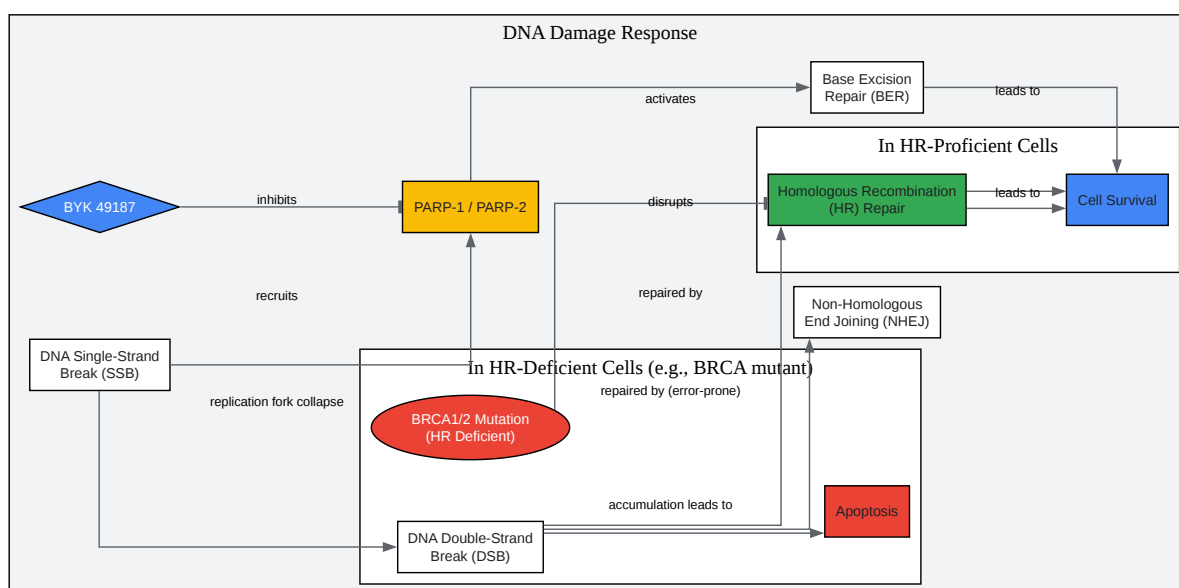 DNA Damage Response
Base Excision
Repair (BER)
activates
leads to
In HR-Proficient Cells
BYK 49187
inhibits
PARP-1 / PARP-2
disrupts
Homologous Recombination
(HR) Repair
leads to
Cell Survival
recruits
repaired by
Non-Homologous
End Joining (NHEJ)
DNA Single-Strand
Break (SSB)
In HR-Deficient Cells (e.g., BRCA mutant)
repaired by (error-prone)
replication fork collapse
BRCA1/2 Mutation
(HR Deficient)
accumulation leads to
Apoptosis
DNA Double-Strand
Break (DSB)